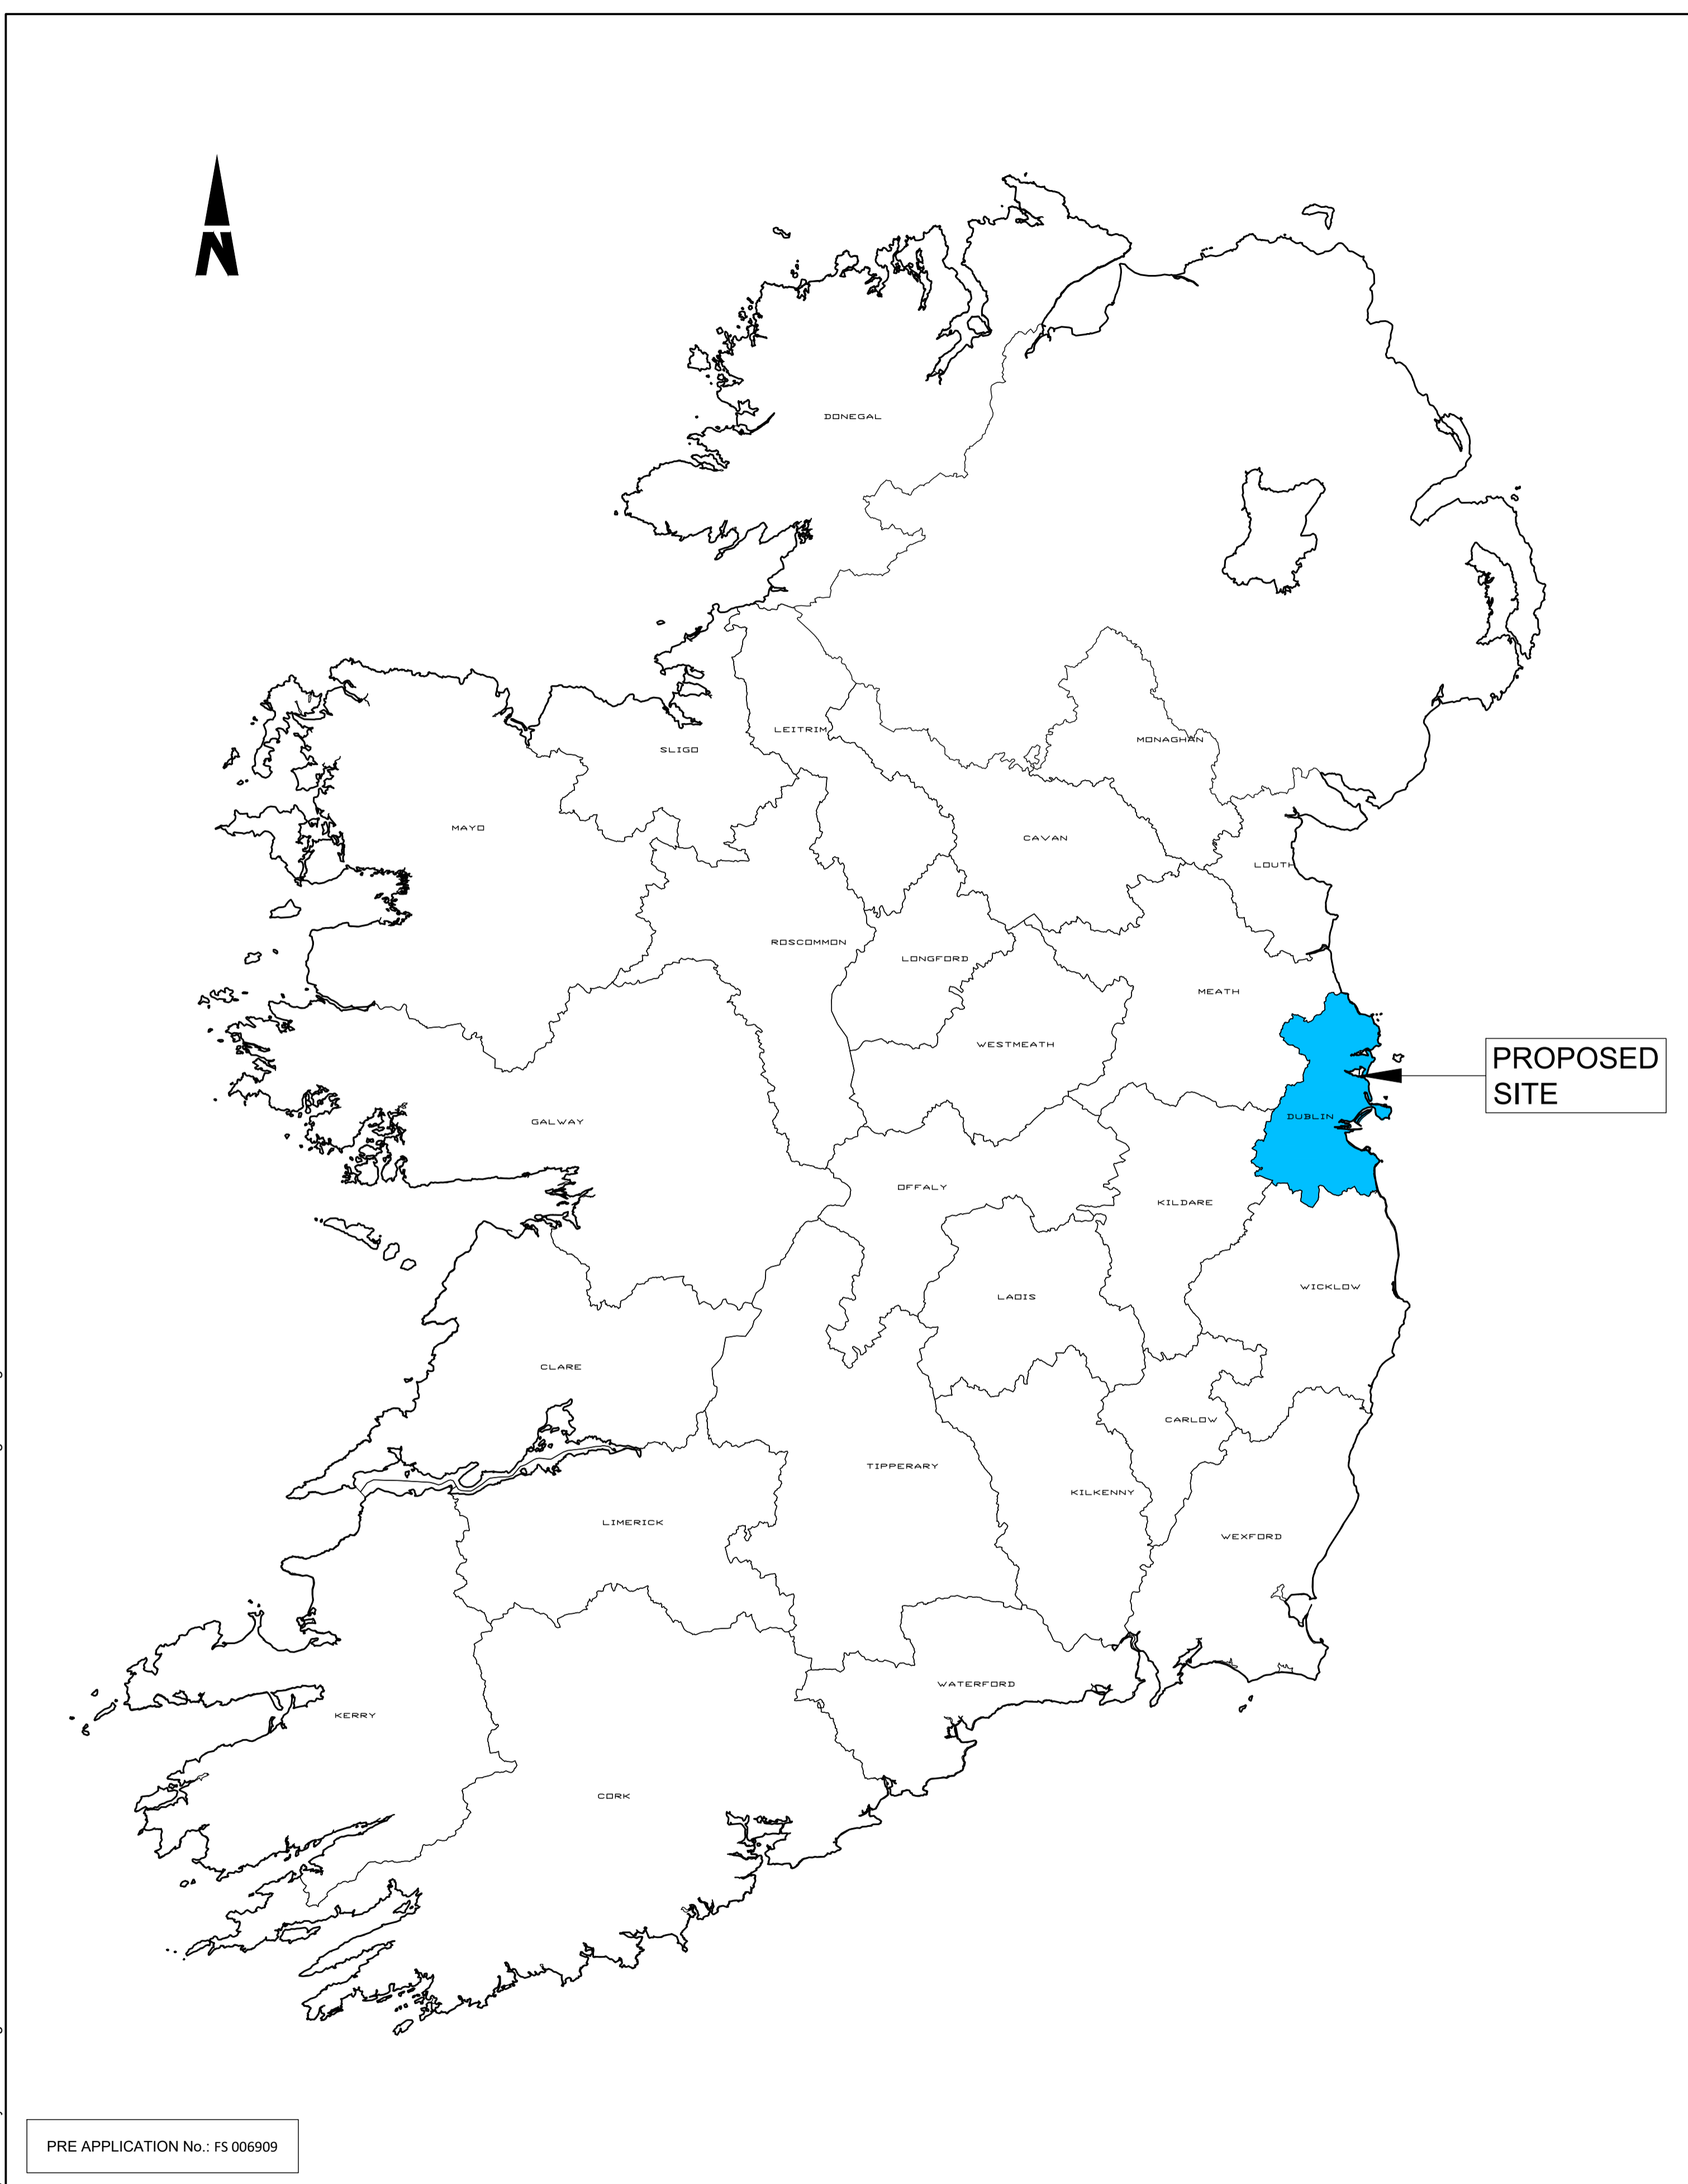 N
DONEGAL
LEITRIM
SLIGO
MONAGHAN
MAYO
CAVAN
LOUTH
ROSCOMMON
LONGFORD
MEATH
WESTMEATH
PROPOSED
SITE
DUBLIN
GALWAY
OFFALY
KILDARE
WICKLOW
LAOIS
CLARE
CARLOW
TIPPERARY
KILKENNY
LIMERICK
WEXFORD
WATERFORD
KERRY
CORK
PRE APPLICATION No.: FS 006909